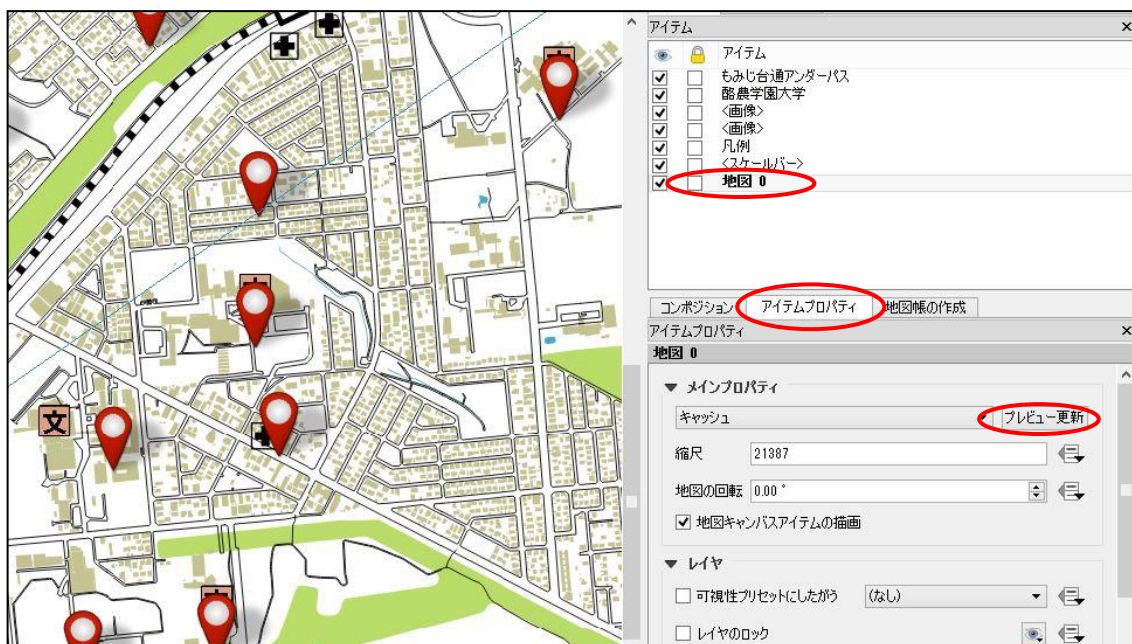 アイテム
アイテム
もみじ台通アンダーパス
酪農学園大学
<画像>
<画像>
凡例
<スケールバー>
地図 0
コンポジション アイテムプロパティ 地図帳の作成
アイテムプロパティ
地図 0
メインプロパティ
キャッシュ プレビュー更新
縮尺 21387
地図の回転 0.00 °
地図キャンバスアイテムの描画
レイヤ
可視性プリセットにしたがう (なし)
レイヤのロック
文